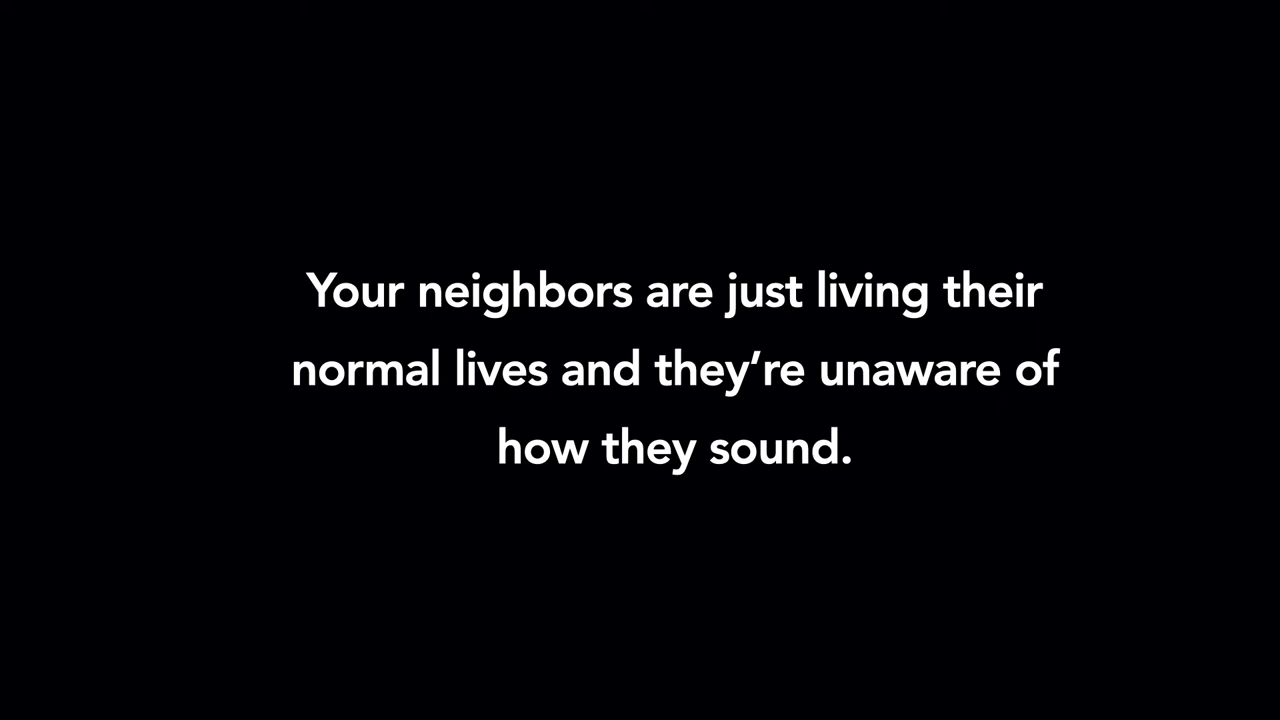 Your neighbors are just living their
normal lives and they’re unaware of
how they sound.